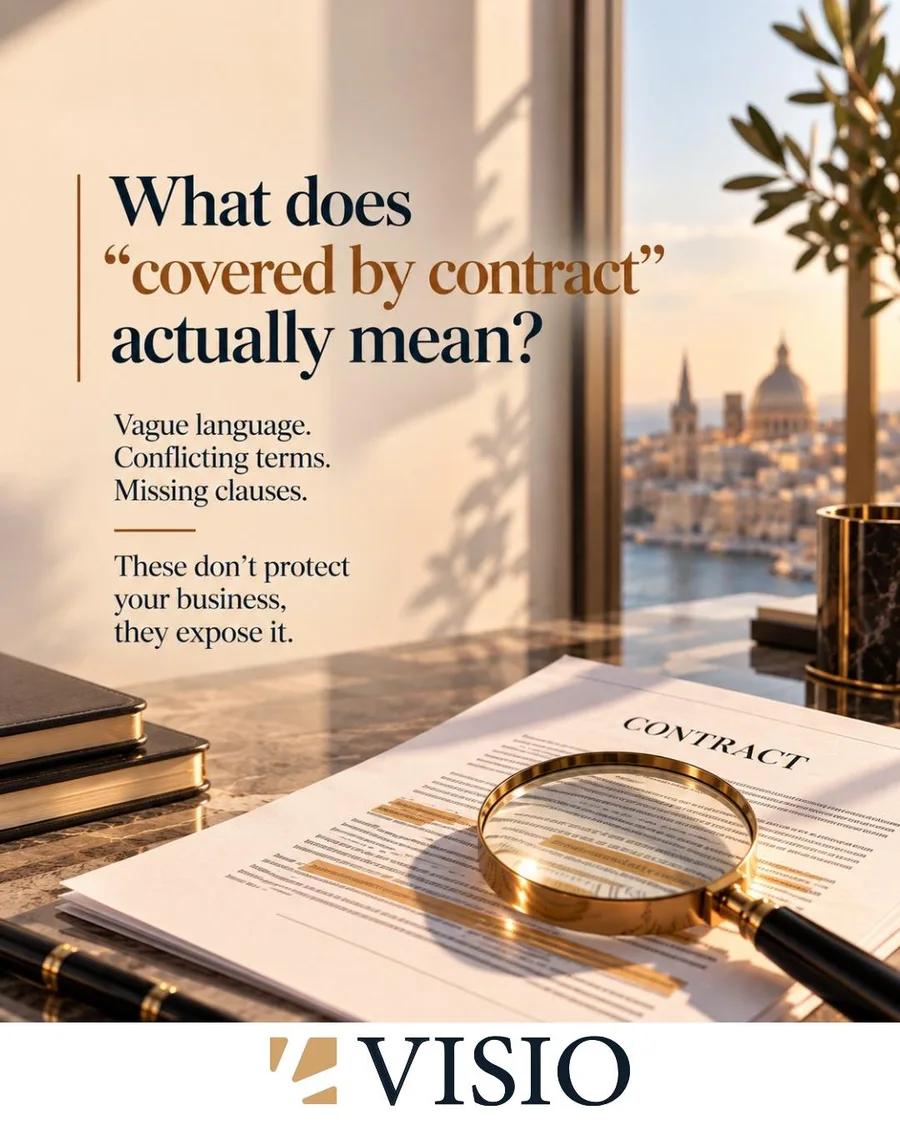 What does
“covered by contract”
actually mean?
Vague language.
Conflicting terms.
Missing clauses.
These don’t protect
your business,
they expose it.
CONTRACT
VISIO